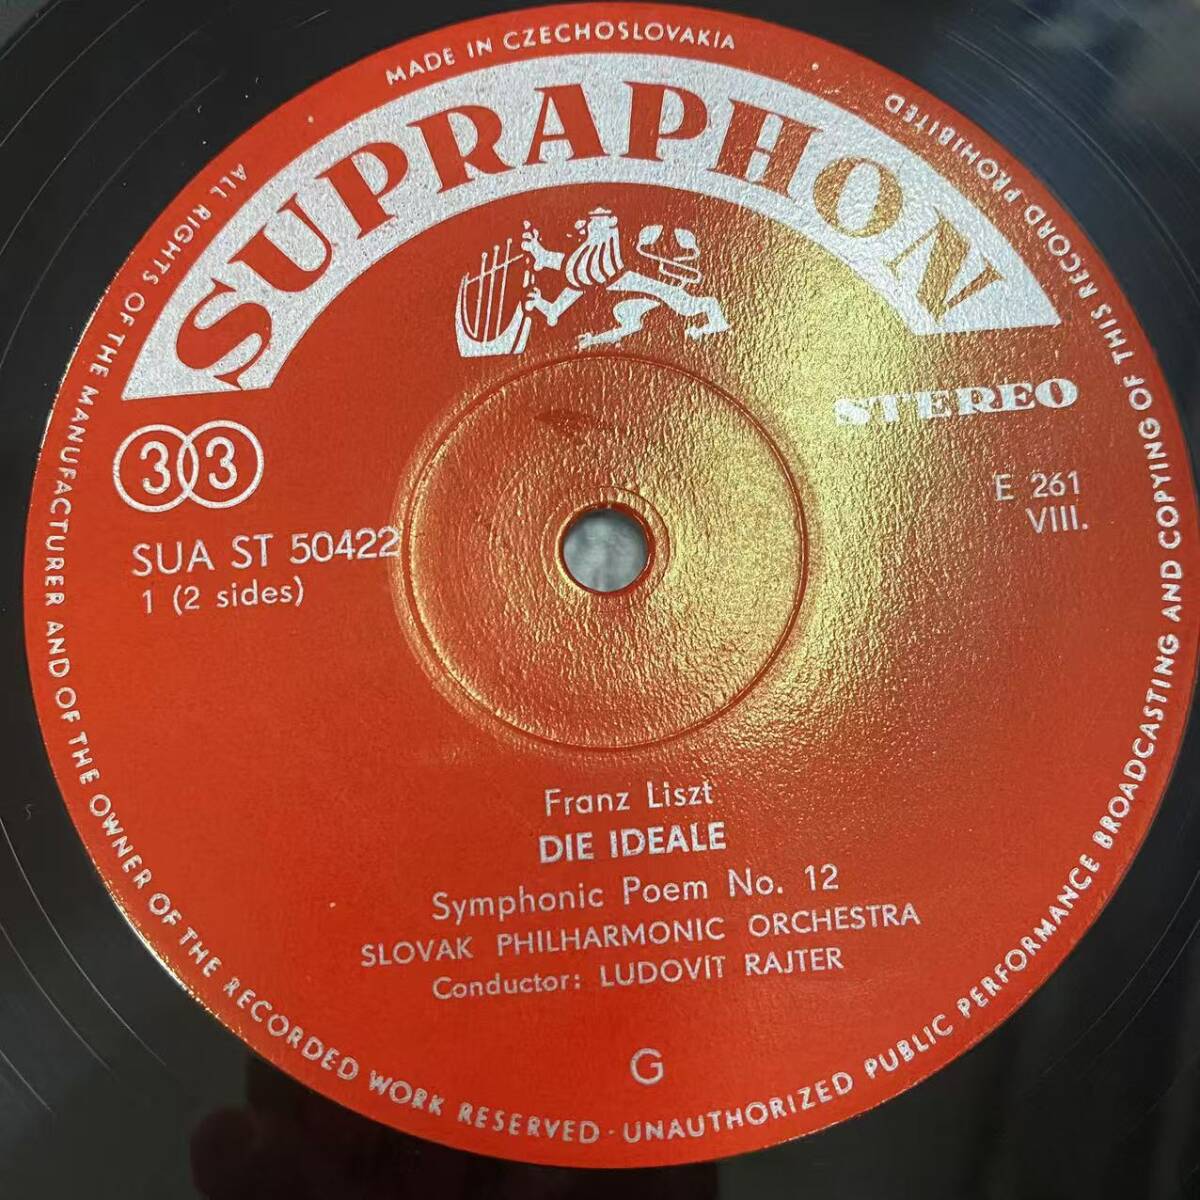 MADE IN CZECHOSLOVAKIA
SUPRAPHON
STEREO
33
E 261
VIII.
SUA ST 50422
1 (2 sides)
Franz Liszt
DIE IDEALE
Symphonic Poem No. 12
SLOVAK PHILHARMONIC ORCHESTRA
Conductor: LUDOVÍT RAJTER
G
ALL RIGHTS OF THE MANUFACTURER AND OF THE OWNER OF THE RECORDED WORK RESERVED · UNAUTHORIZED PUBLIC PERFORMANCE BROADCASTING AND COPYING OF THIS RECORD PROHIBITED